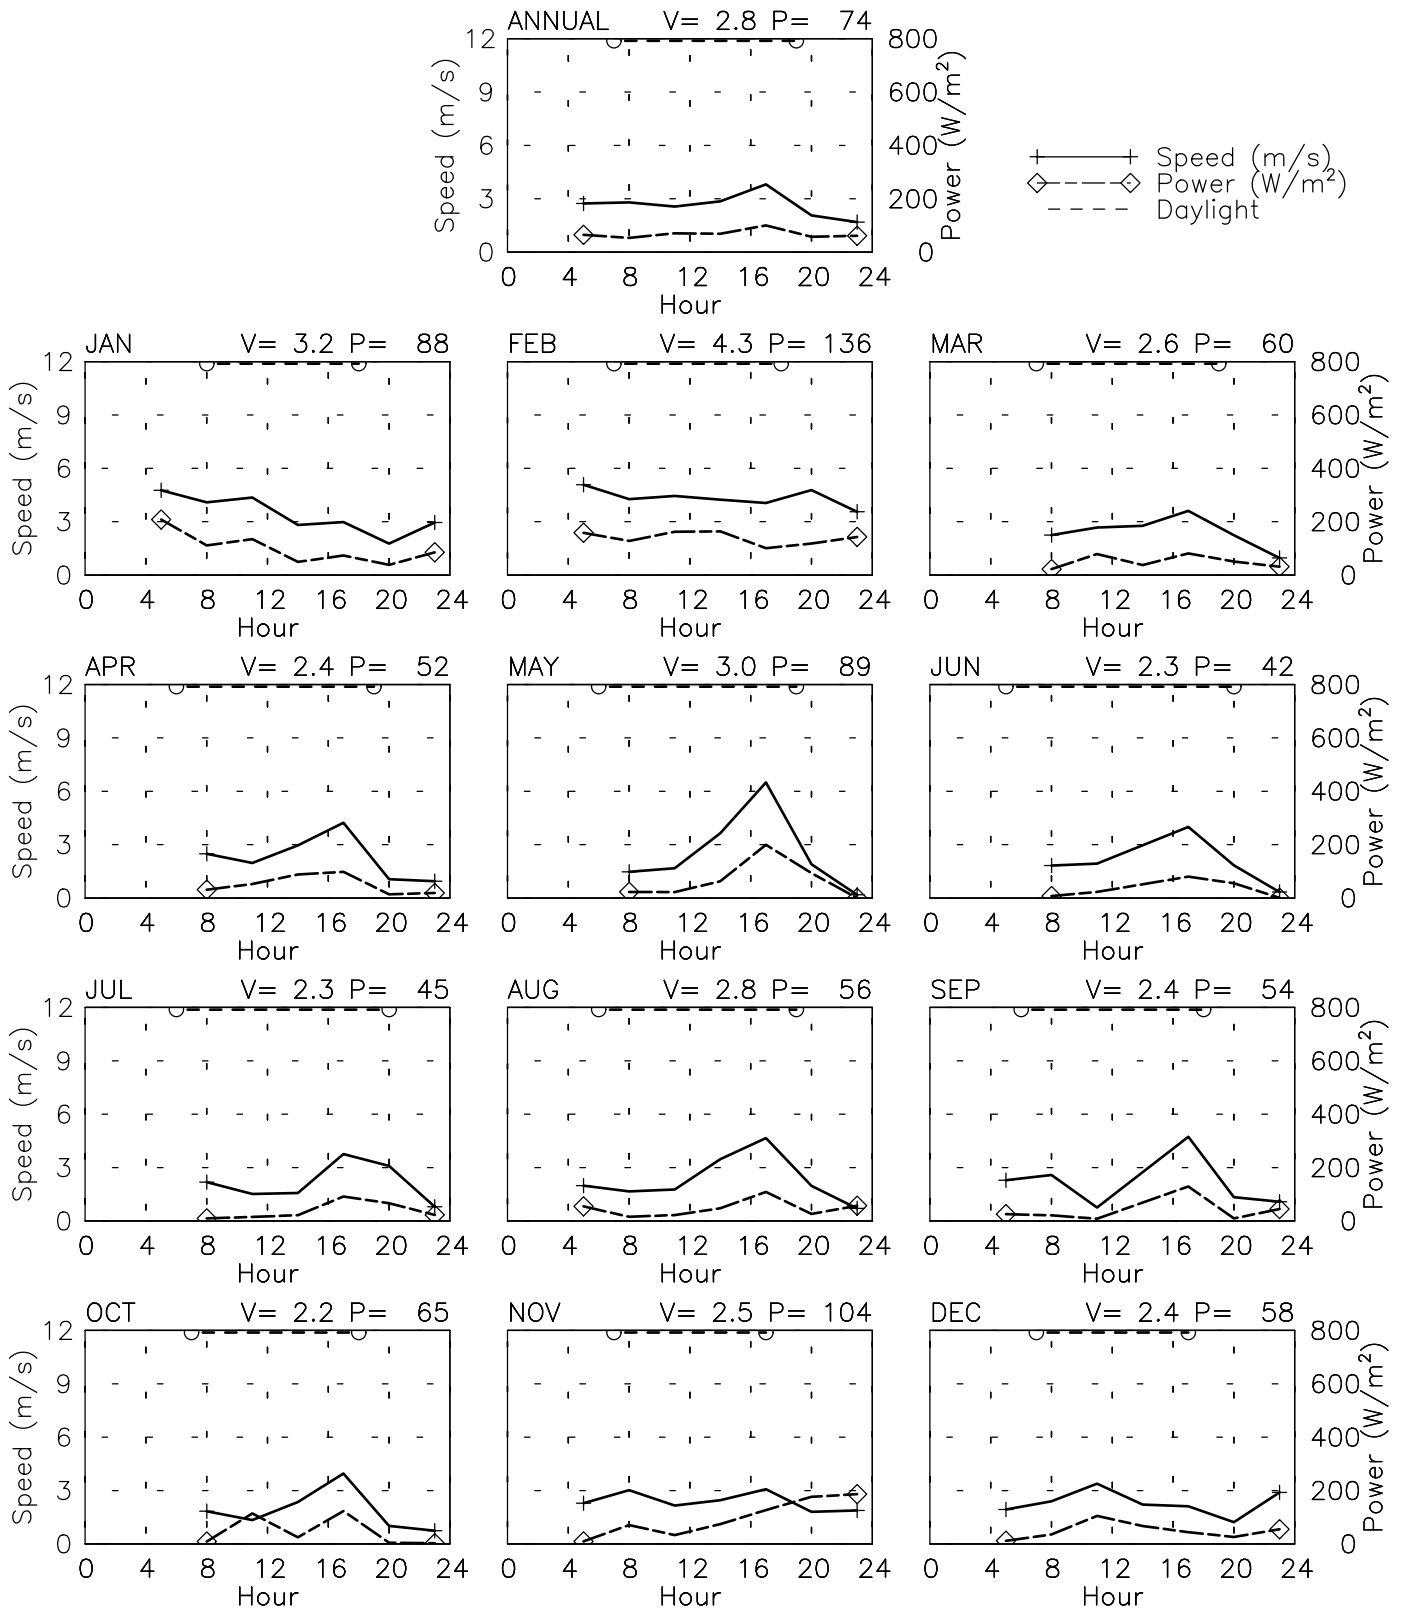 ANNUAL V= 2.8 P= 74
12 9 6 3 0
Speed (m/s)
800 600 400 200 0
Power (W/m²)
0 4 8 12 16 20 24
Hour
Speed (m/s)
Power (W/m²)
Daylight
JAN V= 3.2 P= 88
12 9 6 3 0
Speed (m/s)
0 4 8 12 16 20 24
Hour
FEB V= 4.3 P= 136
0 4 8 12 16 20 24
Hour
MAR V= 2.6 P= 60
800 600 400 200 0
Power (W/m²)
0 4 8 12 16 20 24
Hour
APR V= 2.4 P= 52
12 9 6 3 0
Speed (m/s)
0 4 8 12 16 20 24
Hour
MAY V= 3.0 P= 89
0 4 8 12 16 20 24
Hour
JUN V= 2.3 P= 42
800 600 400 200 0
Power (W/m²)
0 4 8 12 16 20 24
Hour
JUL V= 2.3 P= 45
12 9 6 3 0
Speed (m/s)
0 4 8 12 16 20 24
Hour
AUG V= 2.8 P= 56
0 4 8 12 16 20 24
Hour
SEP V= 2.4 P= 54
800 600 400 200 0
Power (W/m²)
0 4 8 12 16 20 24
Hour
OCT V= 2.2 P= 65
12 9 6 3 0
Speed (m/s)
0 4 8 12 16 20 24
Hour
NOV V= 2.5 P= 104
0 4 8 12 16 20 24
Hour
DEC V= 2.4 P= 58
800 600 400 200 0
Power (W/m²)
0 4 8 12 16 20 24
Hour